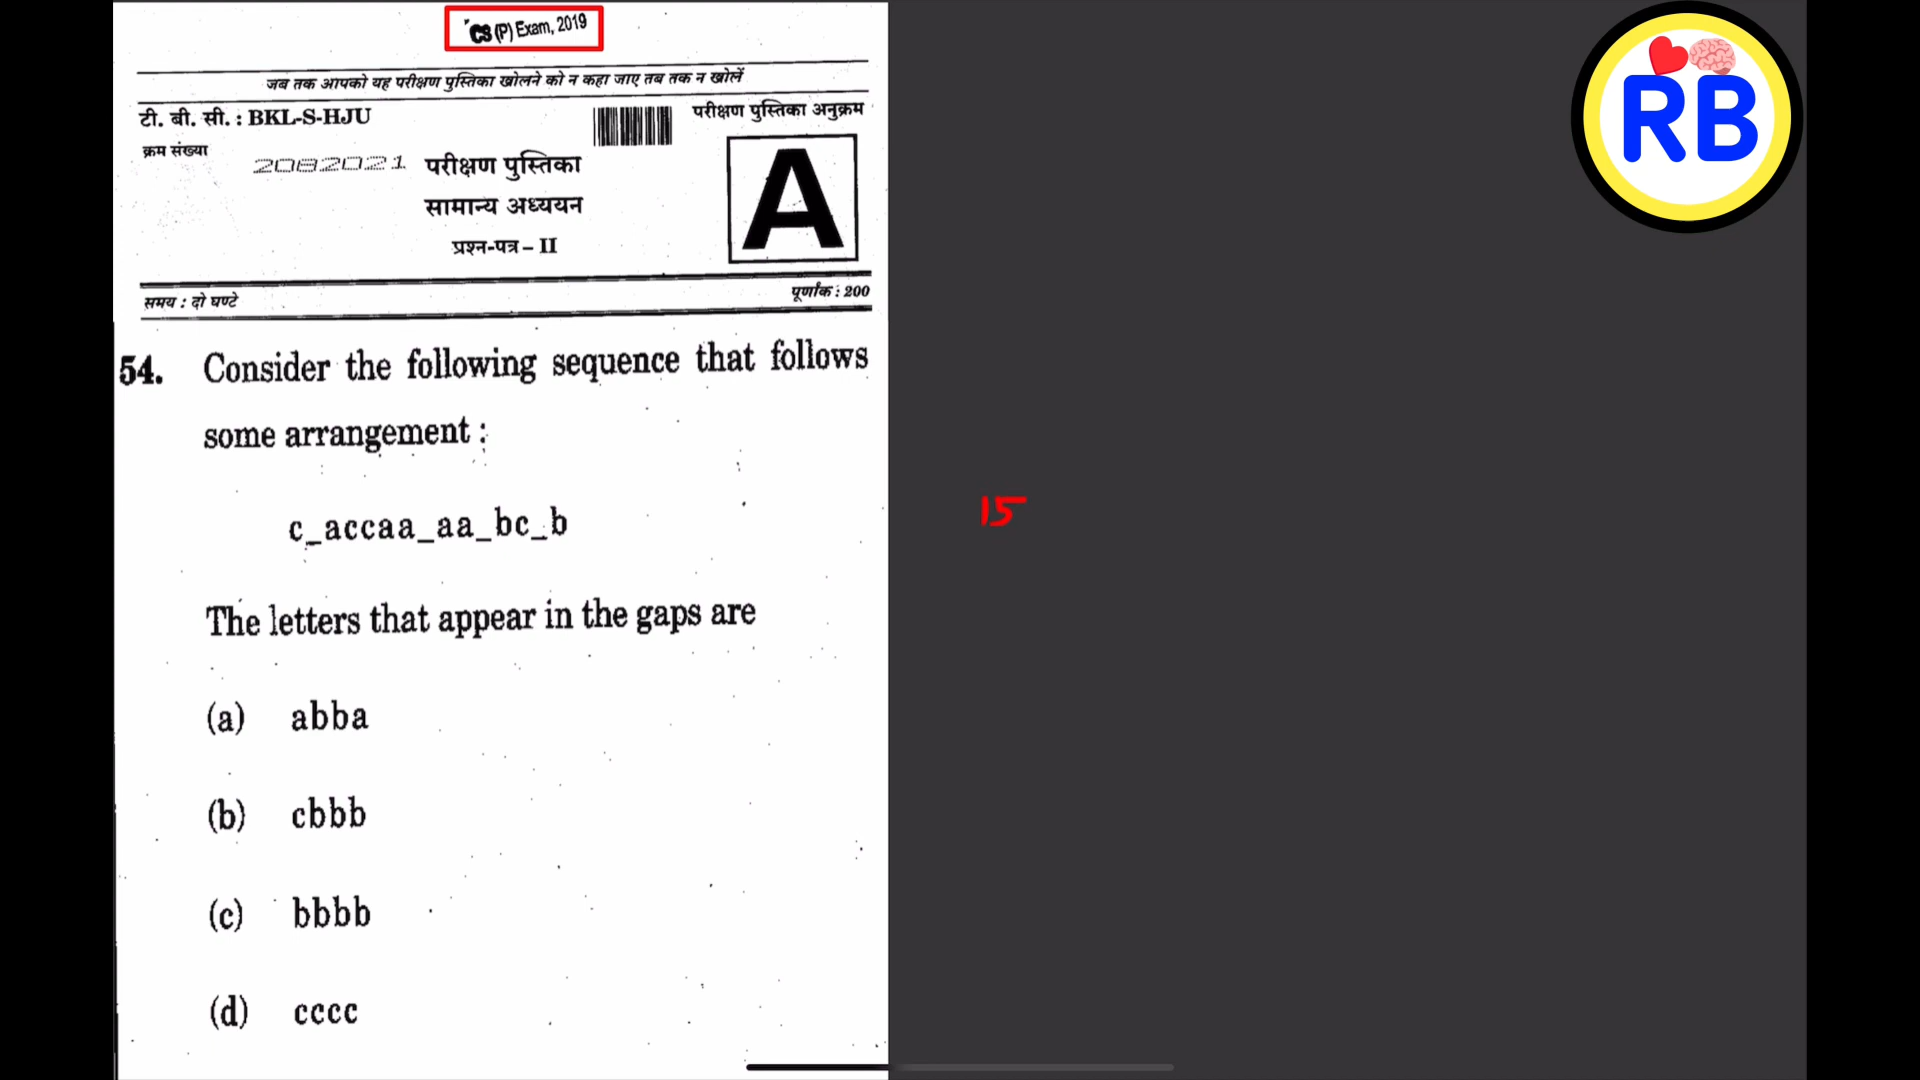 CS (P) Exam, 2019
जब तक आपको यह परीक्षण पुस्तिका खोलने को न कहा जाए तब तक न खोलें
टी. बी. सी. : BKL-S-HJU
परीक्षण पुस्तिका अनुक्रम
क्रम संख्या
2082021
परीक्षण पुस्तिका
सामान्य अध्ययन
प्रश्न-पत्र – II
A
समय : दो घण्टे
पूर्णांक : 200
54. Consider the following sequence that follows
some arrangement :
c_accaa_aa_bc_b
The letters that appear in the gaps are
(a) abba
(b) cbbb
(c) bbbb
(d) cccc
15
RB